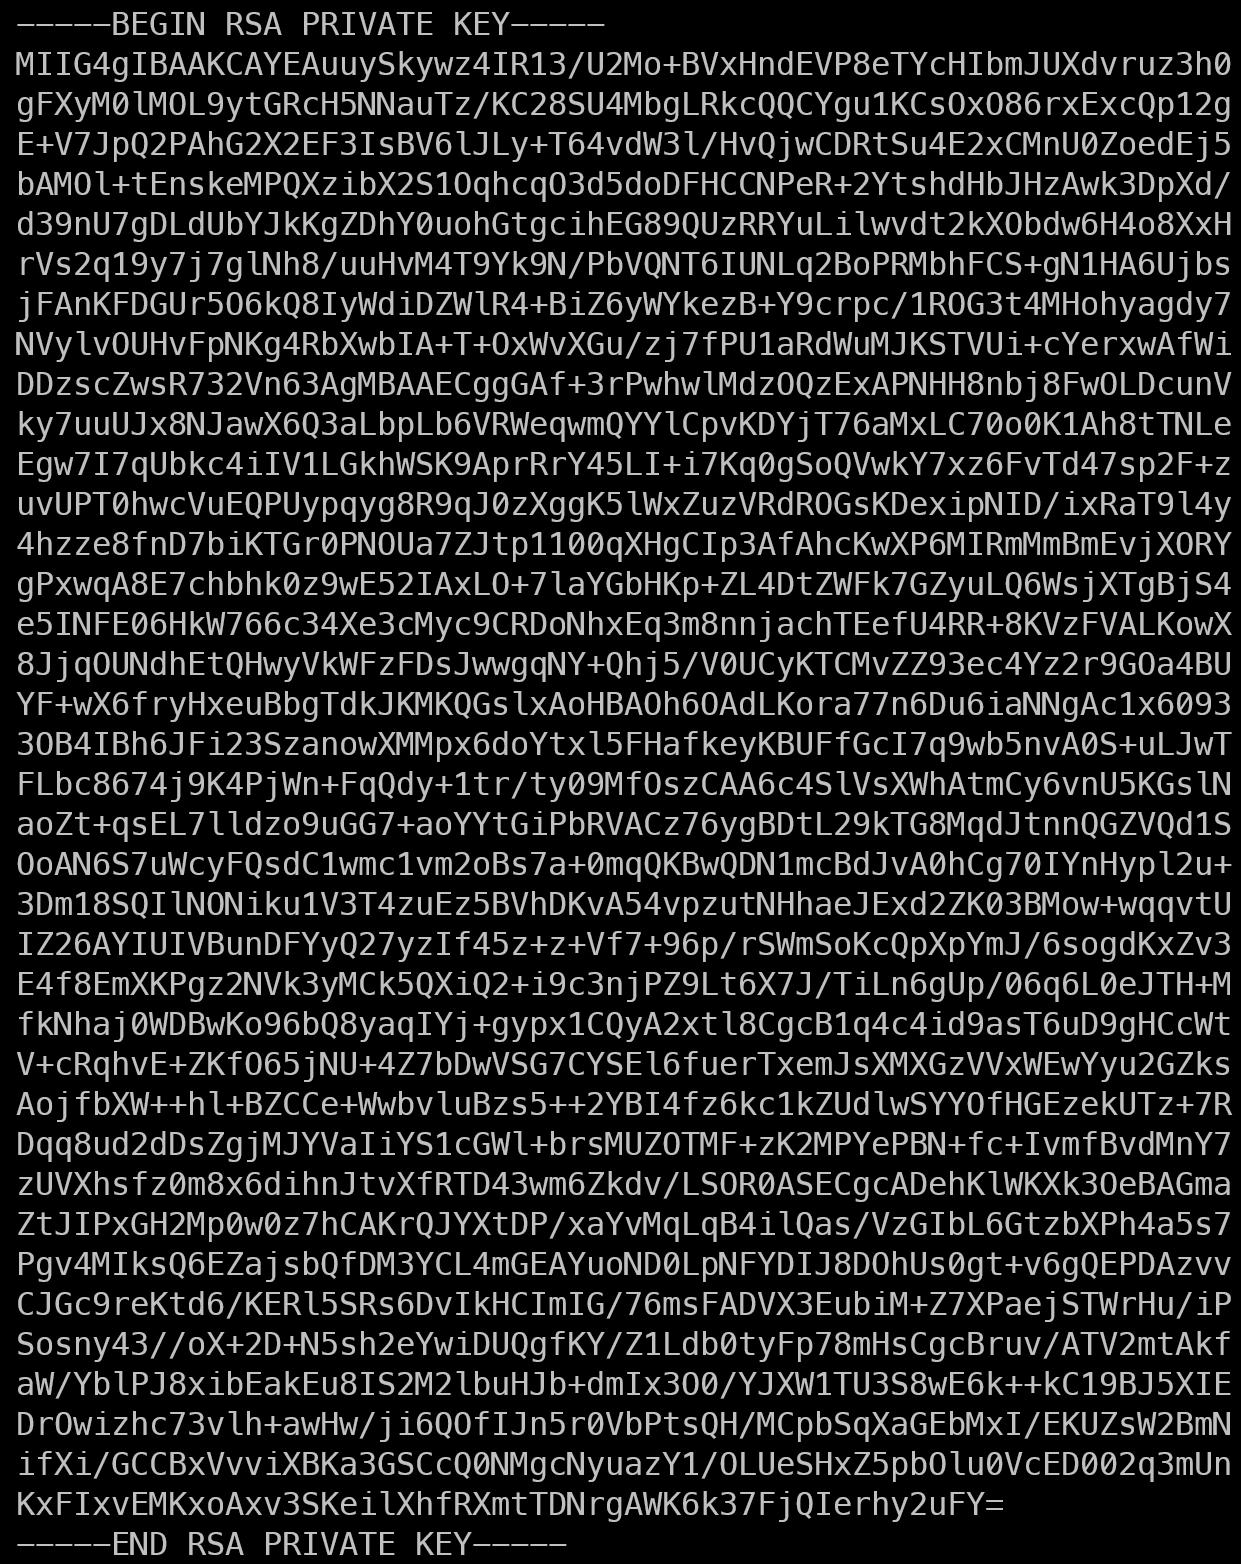 -----BEGIN RSA PRIVATE KEY-----
MIIG4gIBAAKCAYEAuuySkywz4IR13/U2Mo+BVxHndEVP8eTYcHIbmJUXdvruz3h0
gFXyM0lMOL9ytGRcH5NNauTz/KC28SU4MbgLRkcQQCYgu1KCsOxO86rxExcQp12g
E+V7JpQ2PAhG2X2EF3IsBV6lJLy+T64vdW3l/HvQjwCDRtSu4E2xCMnU0ZoedEj5
bAMOl+tEnskeMPQXzibX2S1OqhcqO3d5doDFHCCNPeR+2YtshdHbJHzAwk3DpXd/
d39nU7gDLdUbYJkKgZDhY0uohGtgcihEG89QUzRRYuLilwvdt2kXObdw6H4o8XxH
rVs2q19y7j7glNh8/uuHvM4T9Yk9N/PbVQNT6IUNLq2BoPRMbhFCS+gN1HA6Ujbs
jFAnKFDGUr5O6kQ8IyWdiDZWlR4+BiZ6yWYkezB+Y9crpc/1ROG3t4MHohyagdy7
NVylvOUHvFpNKg4RbXwbIA+T+OxWvXGu/zj7fPU1aRdWuMJKSTVUi+cYerxwAfWi
DDzscZwsR732Vn63AgMBAAECggGAf+3rPwhwlMdzOQzExAPNHH8nbj8FwOLDcunV
ky7uuUJx8NJawX6Q3aLbpLb6VRWeqwmQYYlCpvKDYjT76aMxLC70o0K1Ah8tTNLe
Egw7I7qUbkc4iIV1LGkhWSK9AprRrY45LI+i7Kq0gSoQVwkY7xz6FvTd47sp2F+z
uvUPT0hwcVuEQPUypqyg8R9qJ0zXggK5lWxZuzVRdROGsKDexipNID/ixRaT9l4y
4hzze8fnD7biKTGr0PNOUa7ZJtp1100qXHgCIp3AfAhcKwXP6MIRmMmBmEvjXORY
gPxwqA8E7chbhk0z9wE52IAxLO+7laYGbHKp+ZL4DtZWFk7GZyuLQ6WsjXTgBjS4
e5INFE06HkW766c34Xe3cMyc9CRDoNhxEq3m8nnjachTEefU4RR+8KVzFVALKowX
8JjqOUNdhEtQHwyVkWFzFDsJwwgqNY+Qhj5/V0UCyKTCMvZZ93ec4Yz2r9GOa4BU
YF+wX6fryHxeuBbgTdkJKMKQGslxAoHBAOh6OAdLKora77n6Du6iaNNgAc1x6093
3OB4IBh6JFi23SzanowXMMpx6doYtxl5FHafkeyKBUFfGcI7q9wb5nvA0S+uLJwT
FLbc8674j9K4PjWn+FqQdy+1tr/ty09MfOszCAA6c4SlVsXWhAtmCy6vnU5KGslN
aoZt+qsEL7lldzo9uGG7+aoYYtGiPbRVACz76ygBDtL29kTG8MqdJtnnQGZVQd1S
OoAN6S7uWcyFQsdC1wmc1vm2oBs7a+0mqQKBwQDN1mcBdJvA0hCg70IYnHypl2u+
3Dm18SQIlNONiku1V3T4zuEz5BVhDKvA54vpzutNHhaeJExd2ZK03BMow+wqqvtU
IZ26AYIUIVBunDFYyQ27yzIf45z+z+Vf7+96p/rSWmSoKcQpXpYmJ/6sogdKxZv3
E4f8EmXKPgz2NVk3yMCk5QXiQ2+i9c3njPZ9Lt6X7J/TiLn6gUp/06q6L0eJTH+M
fkNhaj0WDBwKo96bQ8yaqIYj+gypx1CQyA2xtl8CgcB1q4c4id9asT6uD9gHCcWt
V+cRqhvE+ZKfO65jNU+4Z7bDwVSG7CYSEl6fuerTxemJsXMXGzVVxWEwYyu2GZks
AojfbXW++hl+BZCCe+WwbvluBzs5++2YBI4fz6kc1kZUdlwSYYOfHGEzekUTz+7R
Dqq8ud2dDsZgjMJYVaIiYS1cGWl+brsMUZOTMF+zK2MPYePBN+fc+IvmfBvdMnY7
zUVXhsfz0m8x6dihnJtvXfRTD43wm6Zkdv/LSOR0ASECgcADehKlWKXk3OeBAGma
ZtJIPxGH2Mp0w0z7hCAKrQJYXtDP/xaYvMqLqB4ilQas/VzGIbL6GtzbXPh4a5s7
Pgv4MIksQ6EZajsbQfDM3YCL4mGEAYuoND0LpNFYDIJ8DOhUs0gt+v6gQEPDAzvv
CJGc9reKtd6/KERl5SRs6DvIkHCImIG/76msFADVX3EubiM+Z7XPaejSTWrHu/iP
Sosny43//oX+2D+N5sh2eYwiDUQgfKY/Z1Ldb0tyFp78mHsCgcBruv/ATV2mtAkf
aW/YblPJ8xibEakEu8IS2M2lbuHJb+dmIx3O0/YJXW1TU3S8wE6k++kC19BJ5XIE
DrOwizhc73vlh+awHw/ji6QOfIJn5r0VbPtsQH/MCpbSqXaGEbMxI/EKUZsW2BmN
ifXi/GCCBxVvviXBKa3GSCcQ0NMgcNyuazY1/OLUeSHxZ5pbOlu0VcED002q3mUn
KxFIxvEMKxoAxv3SKeilXhfRXmtTDNrgAWK6k37FjQIerhy2uFY=
-----END RSA PRIVATE KEY-----